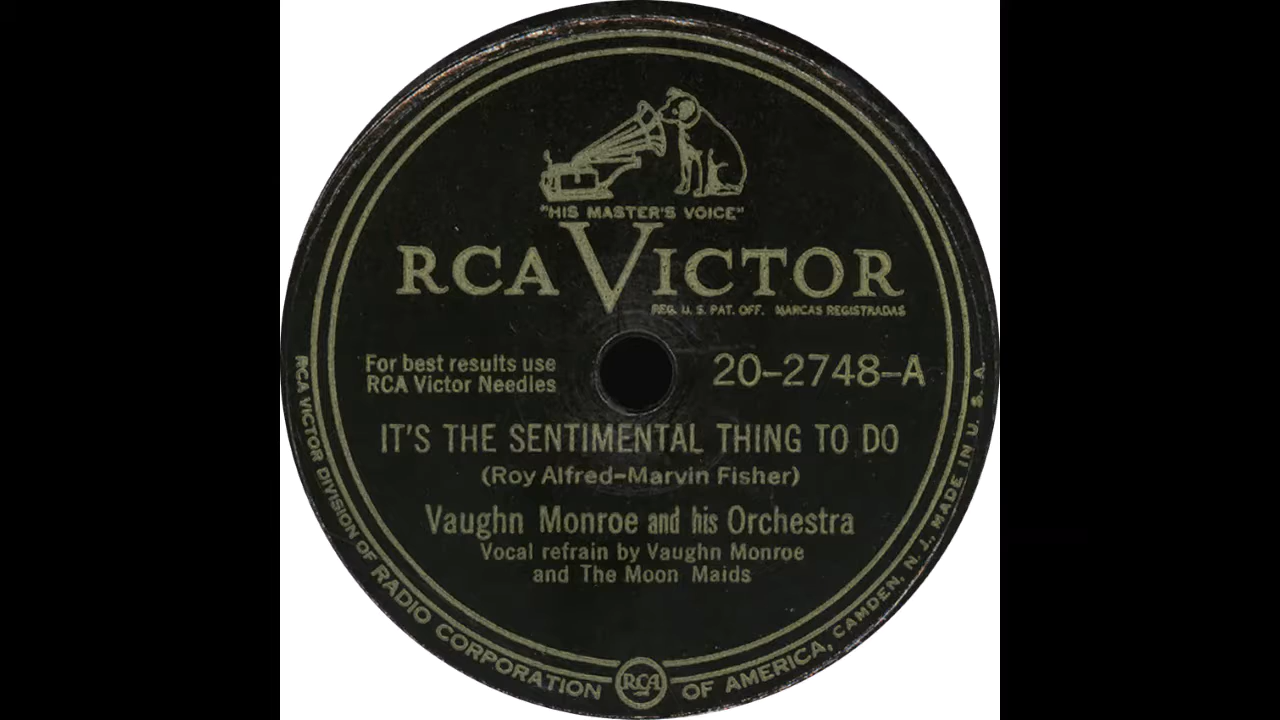 "HIS MASTER'S VOICE"
RCA VICTOR
REG. U. S. PAT. OFF. MARCAS REGISTRADAS
For best results use
RCA Victor Needles
20-2748-A
IT'S THE SENTIMENTAL THING TO DO
(Roy Alfred-Marvin Fisher)
Vaughn Monroe and his Orchestra
Vocal refrain by Vaughn Monroe
and The Moon Maids
RCA VICTOR DIVISION OF RADIO CORPORATION RCA OF AMERICA, CAMDEN, N. J., MADE IN U. S. A.